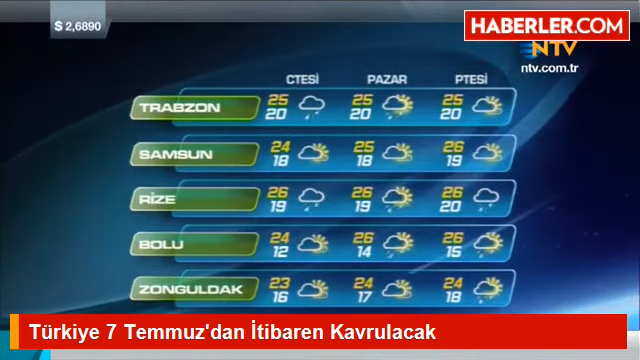 $ 2,6890
HABERLER.COM
NTV
ntv.com.tr
CTESİ PAZAR PTESİ
TRABZON 25 20 25 20 25 20
SAMSUN 24 18 25 18 26 19
RİZE 26 19 26 19 26 20
BOLU 24 12 26 14 26 15
ZONGULDAK 23 16 24 17 24 18
Türkiye 7 Temmuz'dan İtibaren Kavrulacak